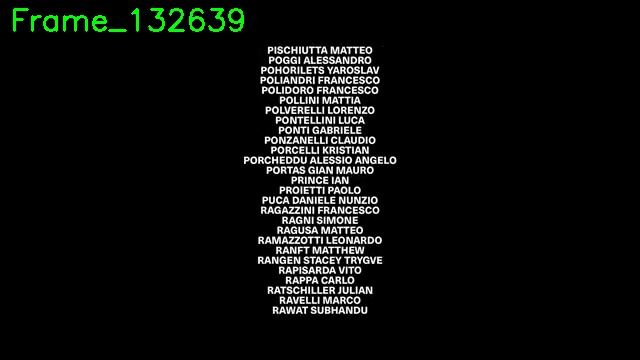 Frame_132639
PISCHIUTTA MATTEO
POGGI ALESSANDRO
POHORILETS YAROSLAV
POLIANDRI FRANCESCO
POLIDORO FRANCESCO
POLLINI MATTIA
POLVERELLI LORENZO
PONTELLINI LUCA
PONTI GABRIELE
PONZANELLI CLAUDIO
PORCELLI KRISTIAN
PORCHEDDU ALESSIO ANGELO
PORTAS GIAN MAURO
PRINCE IAN
PROIETTI PAOLO
PUCA DANIELE NUNZIO
RAGAZZINI FRANCESCO
RAGNI SIMONE
RAGUSA MATTEO
RAMAZZOTTI LEONARDO
RANFT MATTHEW
RANGEN STACEY TRYGVE
RAPISARDA VITO
RAPPA CARLO
RATSCHILLER JULIAN
RAVELLI MARCO
RAWAT SUBHANDU